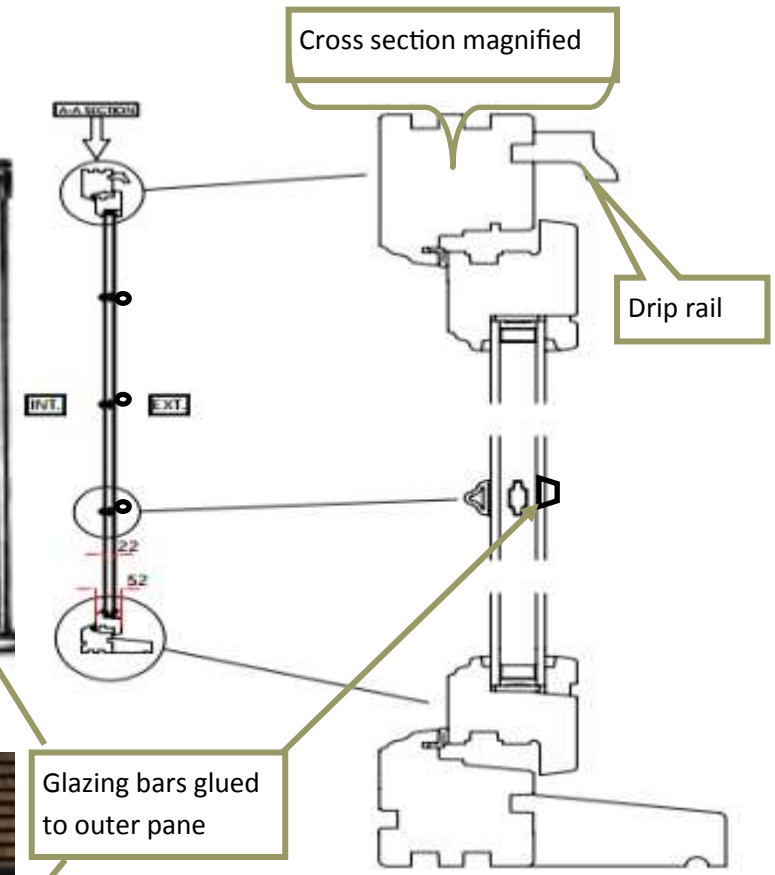 Cross section magnified
A-A SECTION
Drip rail
INT.
EXT.
22
52
Glazing bars glued
to outer pane